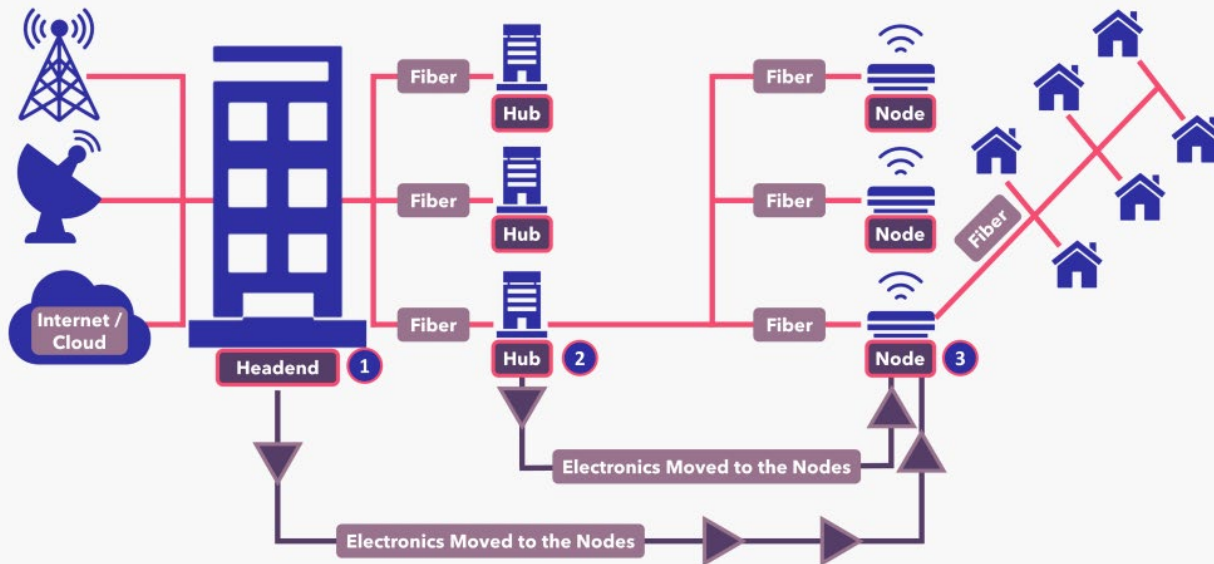 Fiber
Hub
Fiber
Node
Fiber
Hub
Fiber
Node
Fiber
Internet /
Cloud
Fiber
Fiber
Headend
1
Hub
2
Node
3
Electronics Moved to the Nodes
Electronics Moved to the Nodes